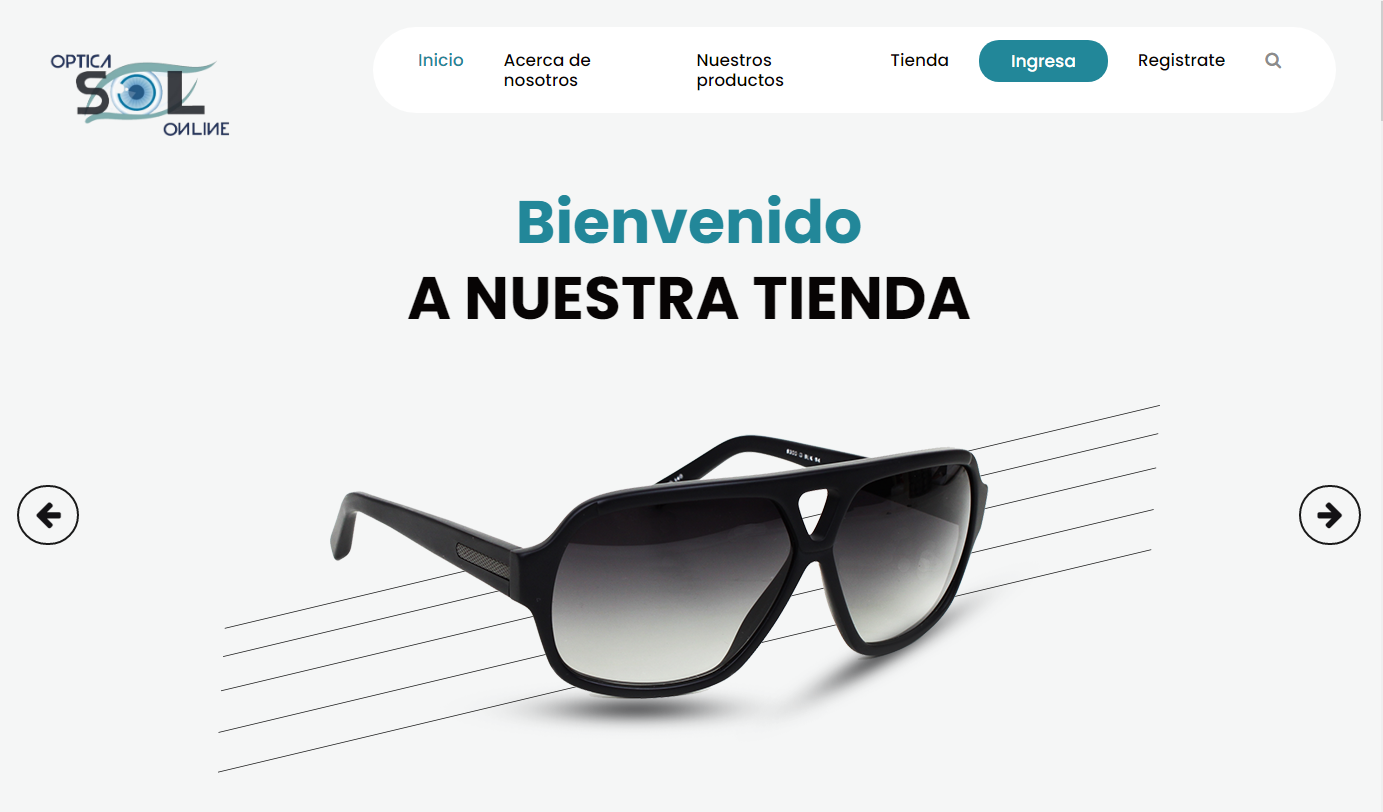 OPTICA
SOL
ONLINE
Inicio
Acerca de
nosotros
Nuestros
productos
Tienda
Ingresa
Registrate
Bienvenido
A NUESTRA TIENDA